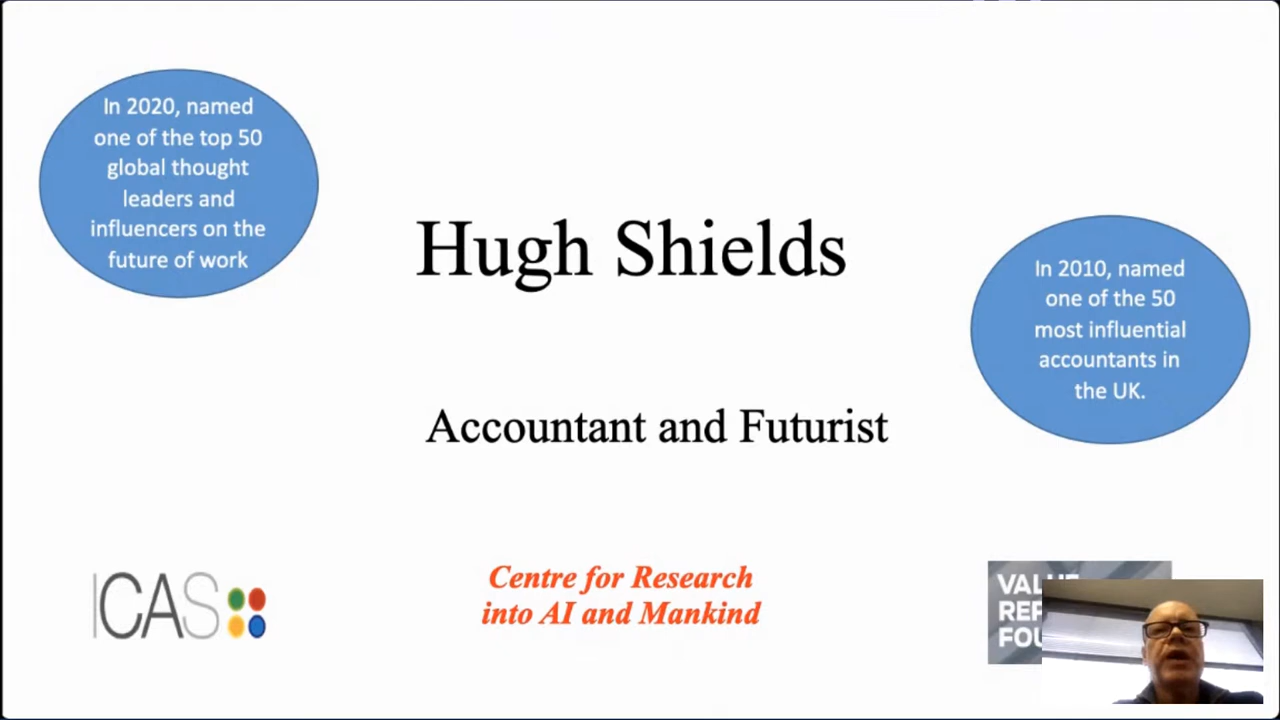 In 2020, named
one of the top 50
global thought
leaders and
influencers on the
future of work
Hugh Shields
In 2010, named
one of the 50
most influential
accountants in
the UK.
Accountant and Futurist
ICAS
Centre for Research
into AI and Mankind
VALUE
REP
FOU